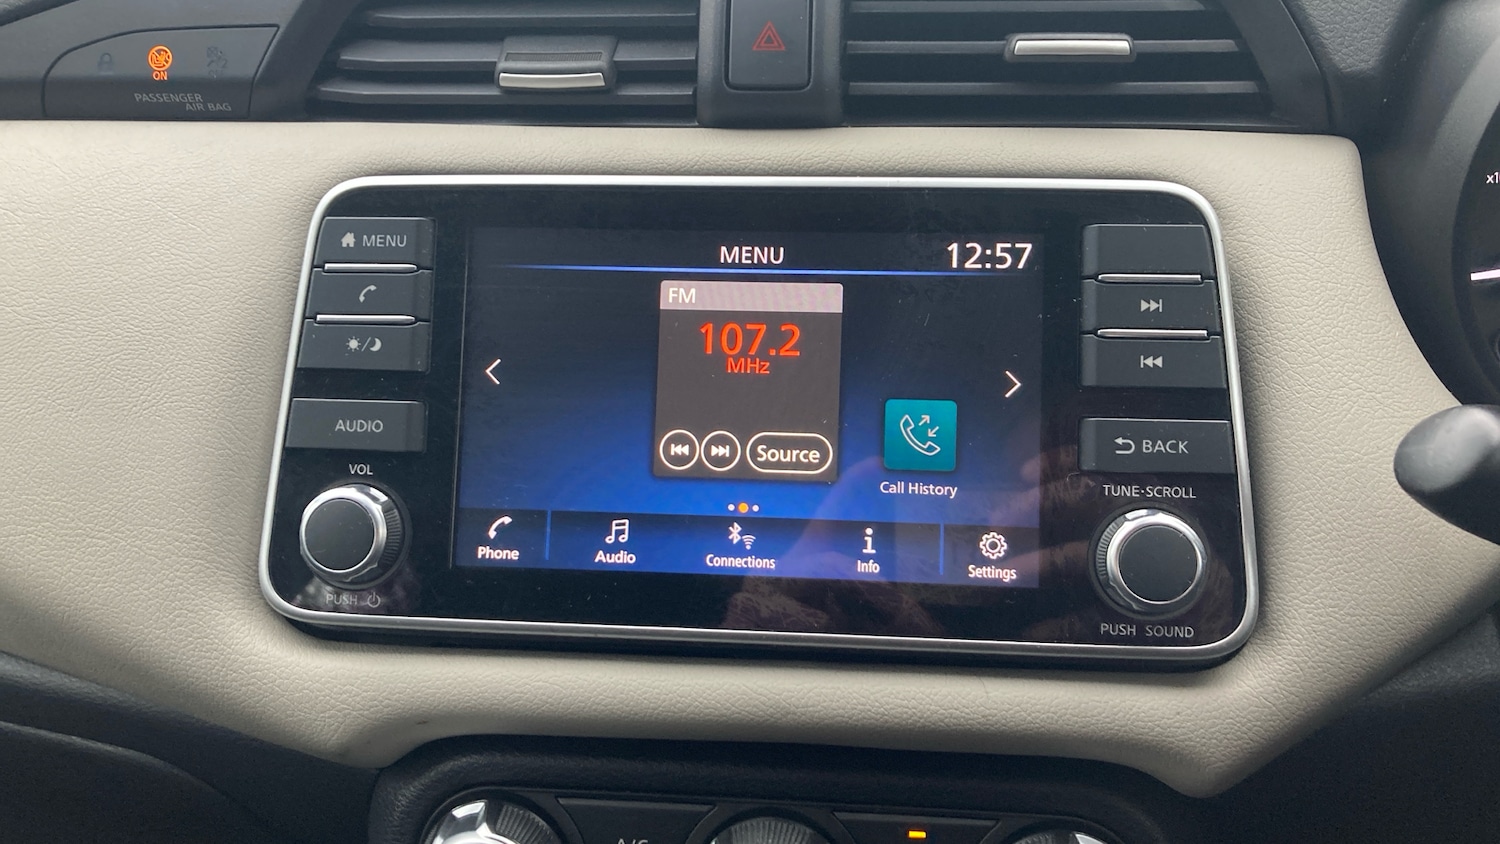 ON
PASSENGER
AIR BAG
MENU
AUDIO
VOL
PUSH
MENU
12:57
FM
107.2
MHz
Source
Call History
Phone
Audio
Connections
Info
Settings
BACK
TUNE·SCROLL
PUSH SOUND
A/C